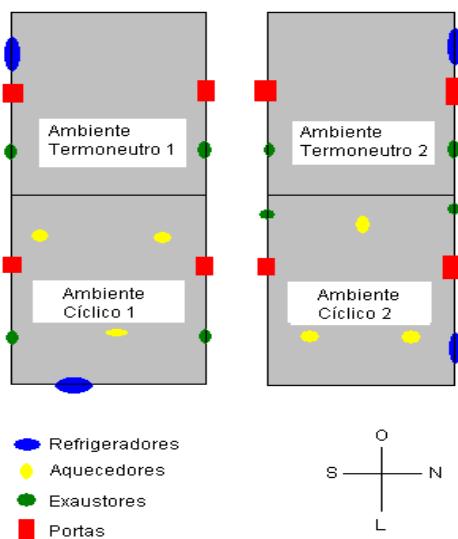 Ambiente
Termoneutro 1
Ambiente
Termoneutro 2
Ambiente
Cíclico 1
Ambiente
Cíclico 2
Refrigeradores
Aquecedores
Exaustores
Portas
O
S
N
L